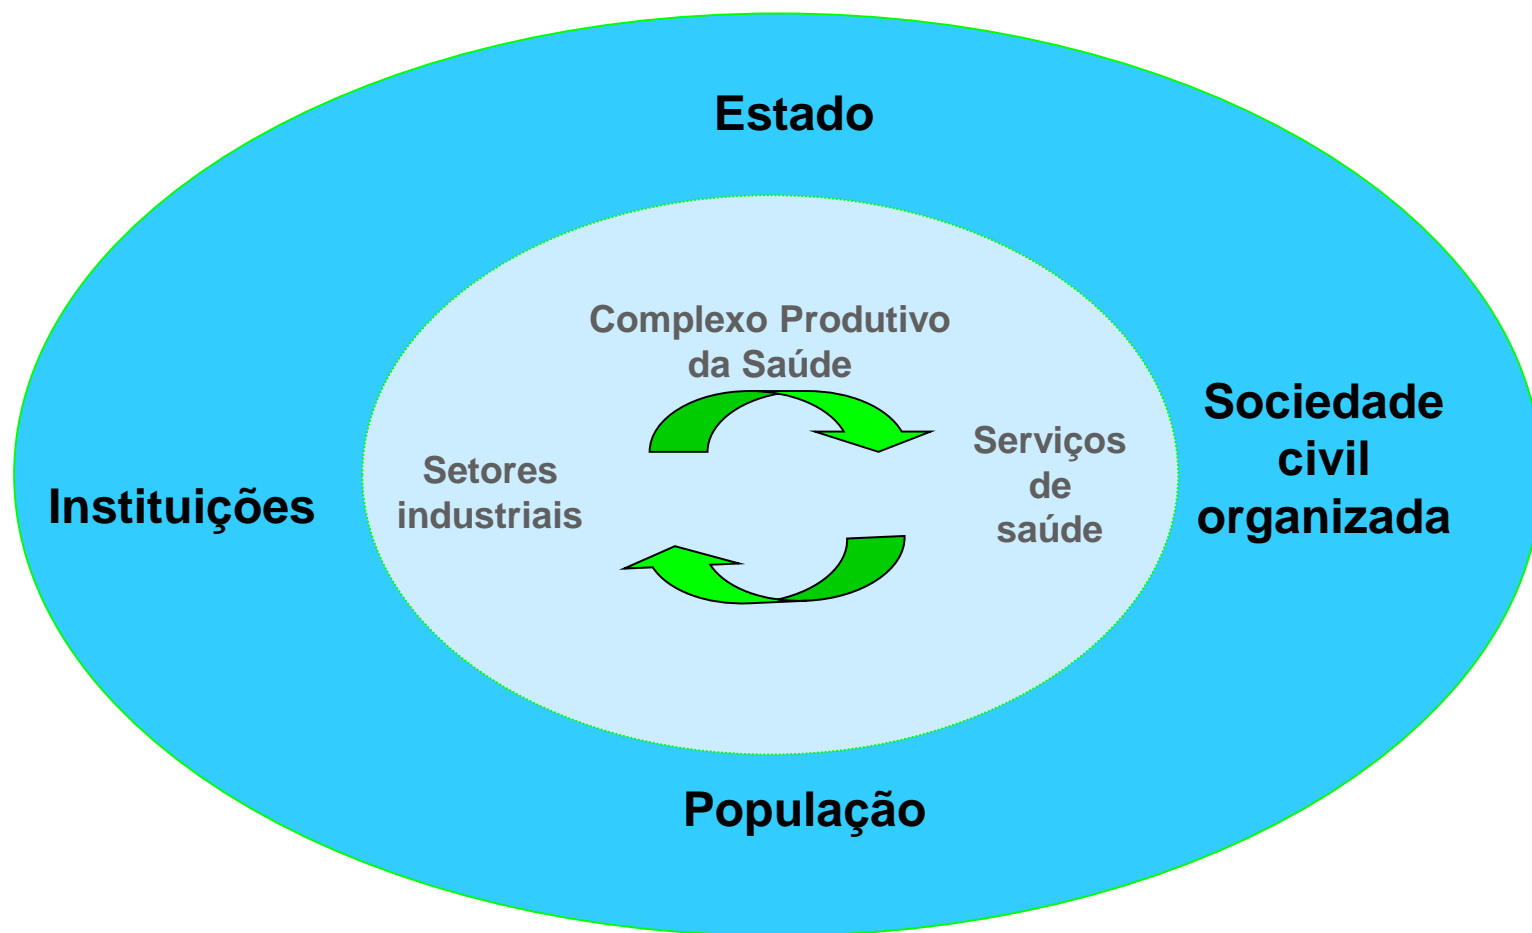 Estado
Complexo Produtivo
da Saúde
Setores
industriais
Serviços
de
saúde
Instituições
Sociedade
civil
organizada
População